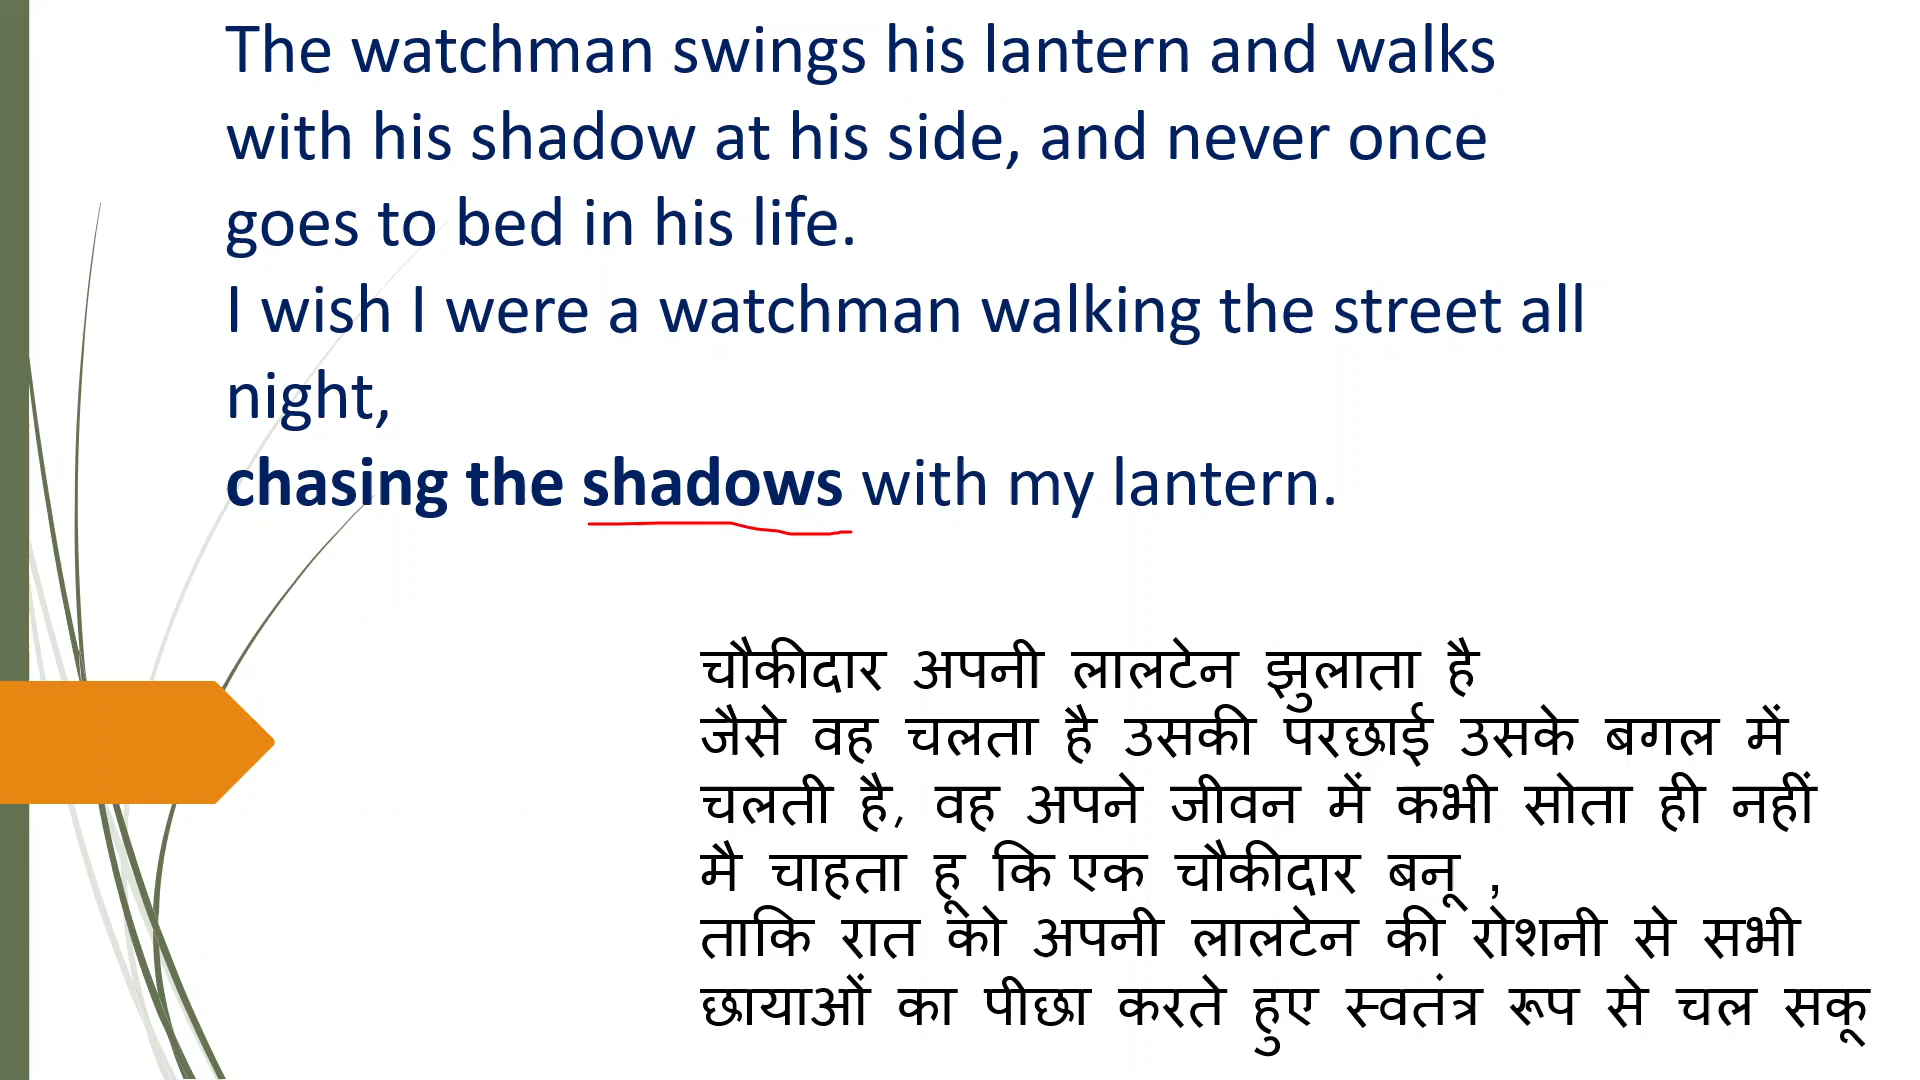 The watchman swings his lantern and walks
with his shadow at his side, and never once
goes to bed in his life.
I wish I were a watchman walking the street all
night,
chasing the shadows with my lantern.
चौकीदार अपनी लालटेन झुलाता है
जैसे वह चलता है उसकी परछाई उसके बगल में
चलती है, वह अपने जीवन में कभी सोता ही नहीं
मै चाहता हू कि एक चौकीदार बनू ,
ताकि रात को अपनी लालटेन की रोशनी से सभी
छायाओं का पीछा करते हुए स्वतंत्र रूप से चल सकू